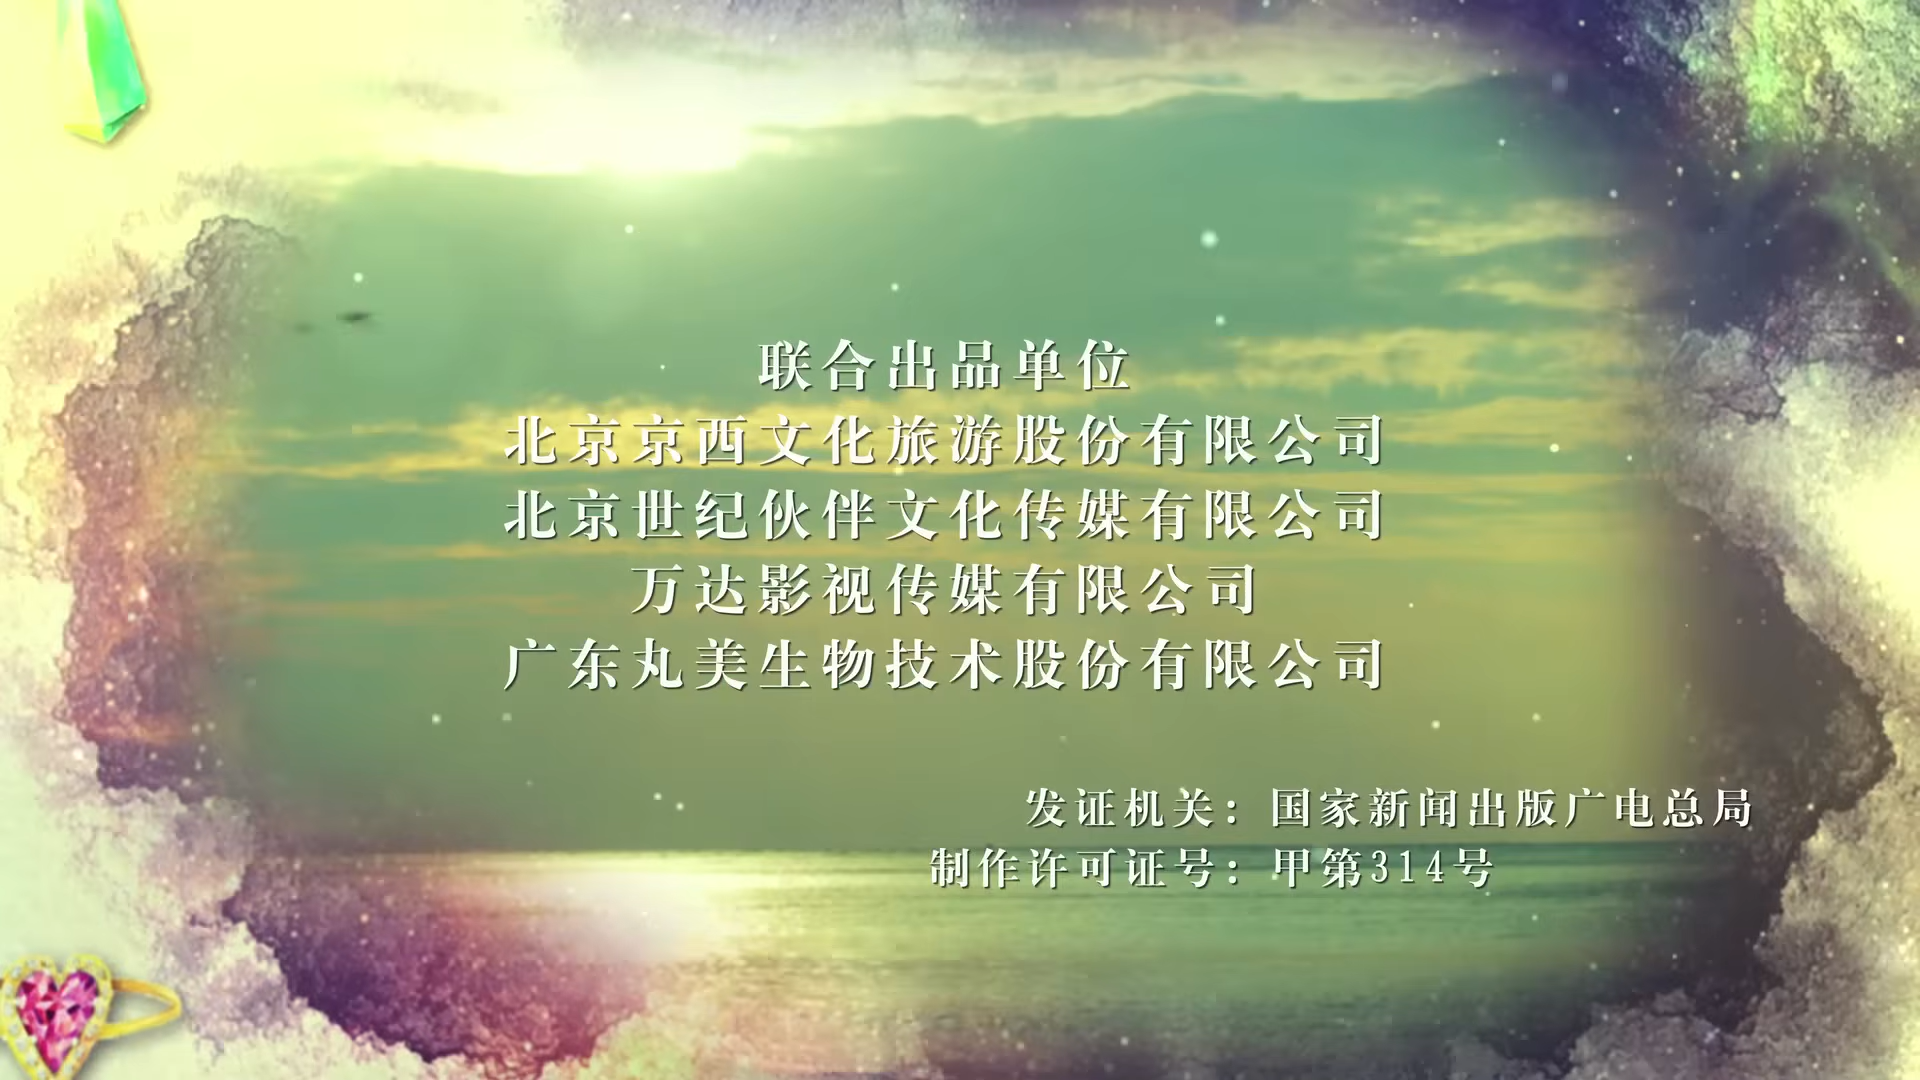 联合出品单位
北京京西文化旅游股份有限公司
北京世纪伙伴文化传媒有限公司
万达影视传媒有限公司
广东丸美生物技术股份有限公司
发证机关：国家新闻出版广电总局
制作许可证号：甲第314号